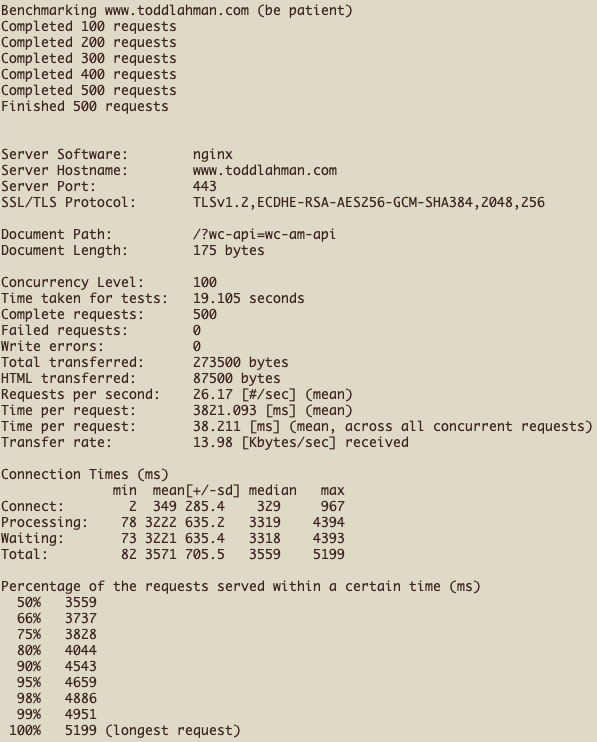 Benchmarking www.toddlahman.com (be patient)
Completed 100 requests
Completed 200 requests
Completed 300 requests
Completed 400 requests
Completed 500 requests
Finished 500 requests
Server Software: nginx
Server Hostname: www.toddlahman.com
Server Port: 443
SSL/TLS Protocol: TLSv1.2,ECDHE-RSA-AES256-GCM-SHA384,2048,256
Document Path: /?wc-api=wc-am-api
Document Length: 175 bytes
Concurrency Level: 100
Time taken for tests: 19.105 seconds
Complete requests: 500
Failed requests: 0
Write errors: 0
Total transferred: 273500 bytes
HTML transferred: 87500 bytes
Requests per second: 26.17 [#/sec] (mean)
Time per request: 3821.093 [ms] (mean)
Time per request: 38.211 [ms] (mean, across all concurrent requests)
Transfer rate: 13.98 [Kbytes/sec] received
Connection Times (ms)
min mean[+/-sd] median max
Connect: 2 349 285.4 329 967
Processing: 78 3222 635.2 3319 4394
Waiting: 73 3221 635.4 3318 4393
Total: 82 3571 705.5 3559 5199
Percentage of the requests served within a certain time (ms)
50% 3559
66% 3737
75% 3828
80% 4044
90% 4543
95% 4659
98% 4886
99% 4951
100% 5199 (longest request)